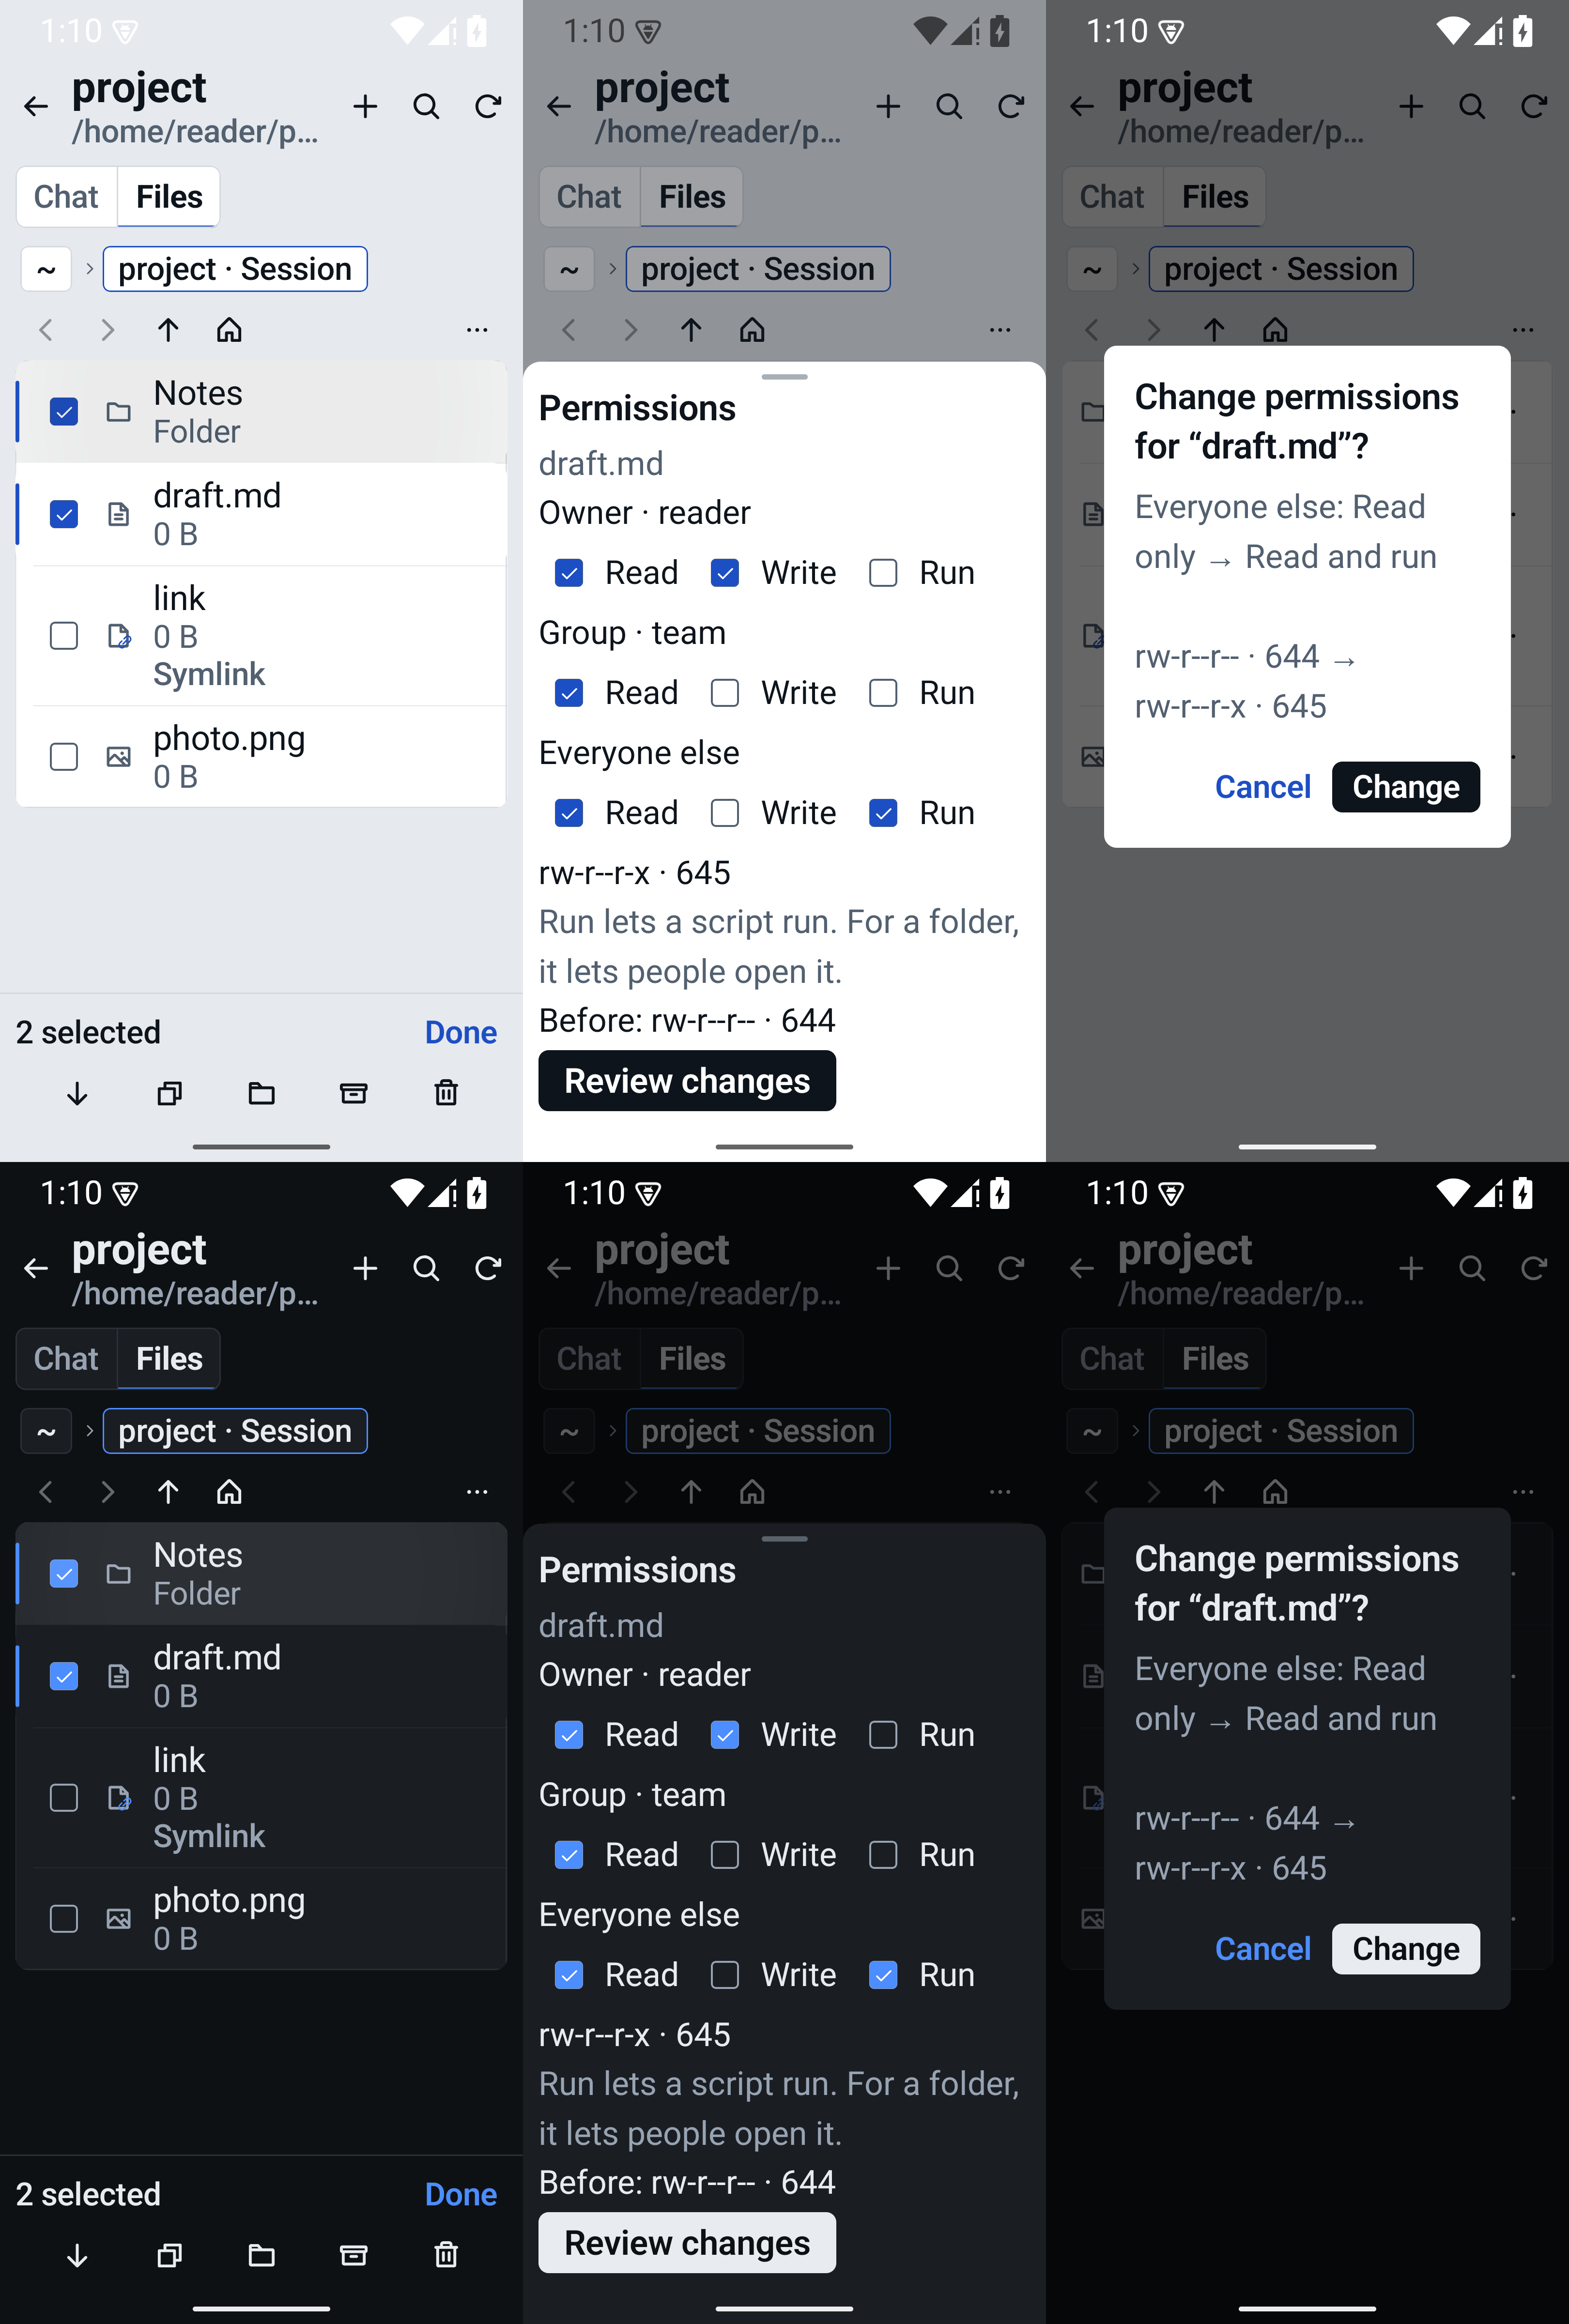 1:10
project
/home/reader/p...
Chat Files
~ › project · Session
Notes
Folder
draft.md
0 B
link
0 B
Symlink
photo.png
0 B
2 selected Done
1:10
project
/home/reader/p...
Chat Files
~ › project · Session
Permissions
draft.md
Owner · reader
Read Write Run
Group · team
Read Write Run
Everyone else
Read Write Run
rw-r--r-x · 645
Run lets a script run. For a folder,
it lets people open it.
Before: rw-r--r-- · 644
Review changes
1:10
project
/home/reader/p...
Chat Files
~ › project · Session
Change permissions
for “draft.md”?
Everyone else: Read
only → Read and run
rw-r--r-- · 644 →
rw-r--r-x · 645
Cancel Change
1:10
project
/home/reader/p...
Chat Files
~ › project · Session
Notes
Folder
draft.md
0 B
link
0 B
Symlink
photo.png
0 B
2 selected Done
1:10
project
/home/reader/p...
Chat Files
~ › project · Session
Permissions
draft.md
Owner · reader
Read Write Run
Group · team
Read Write Run
Everyone else
Read Write Run
rw-r--r-x · 645
Run lets a script run. For a folder,
it lets people open it.
Before: rw-r--r-- · 644
Review changes
1:10
project
/home/reader/p...
Chat Files
~ › project · Session
Change permissions
for “draft.md”?
Everyone else: Read
only → Read and run
rw-r--r-- · 644 →
rw-r--r-x · 645
Cancel Change